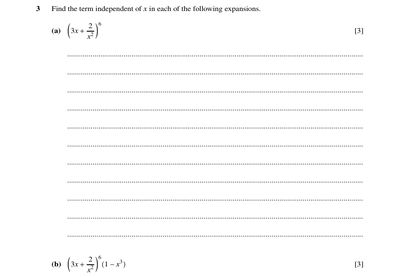 3 Find the term independent of x in each of the following expansions.
(a) (3x + 2/x²)⁶ [3]
(b) (3x + 2/x²)⁶ (1 − x³) [3]